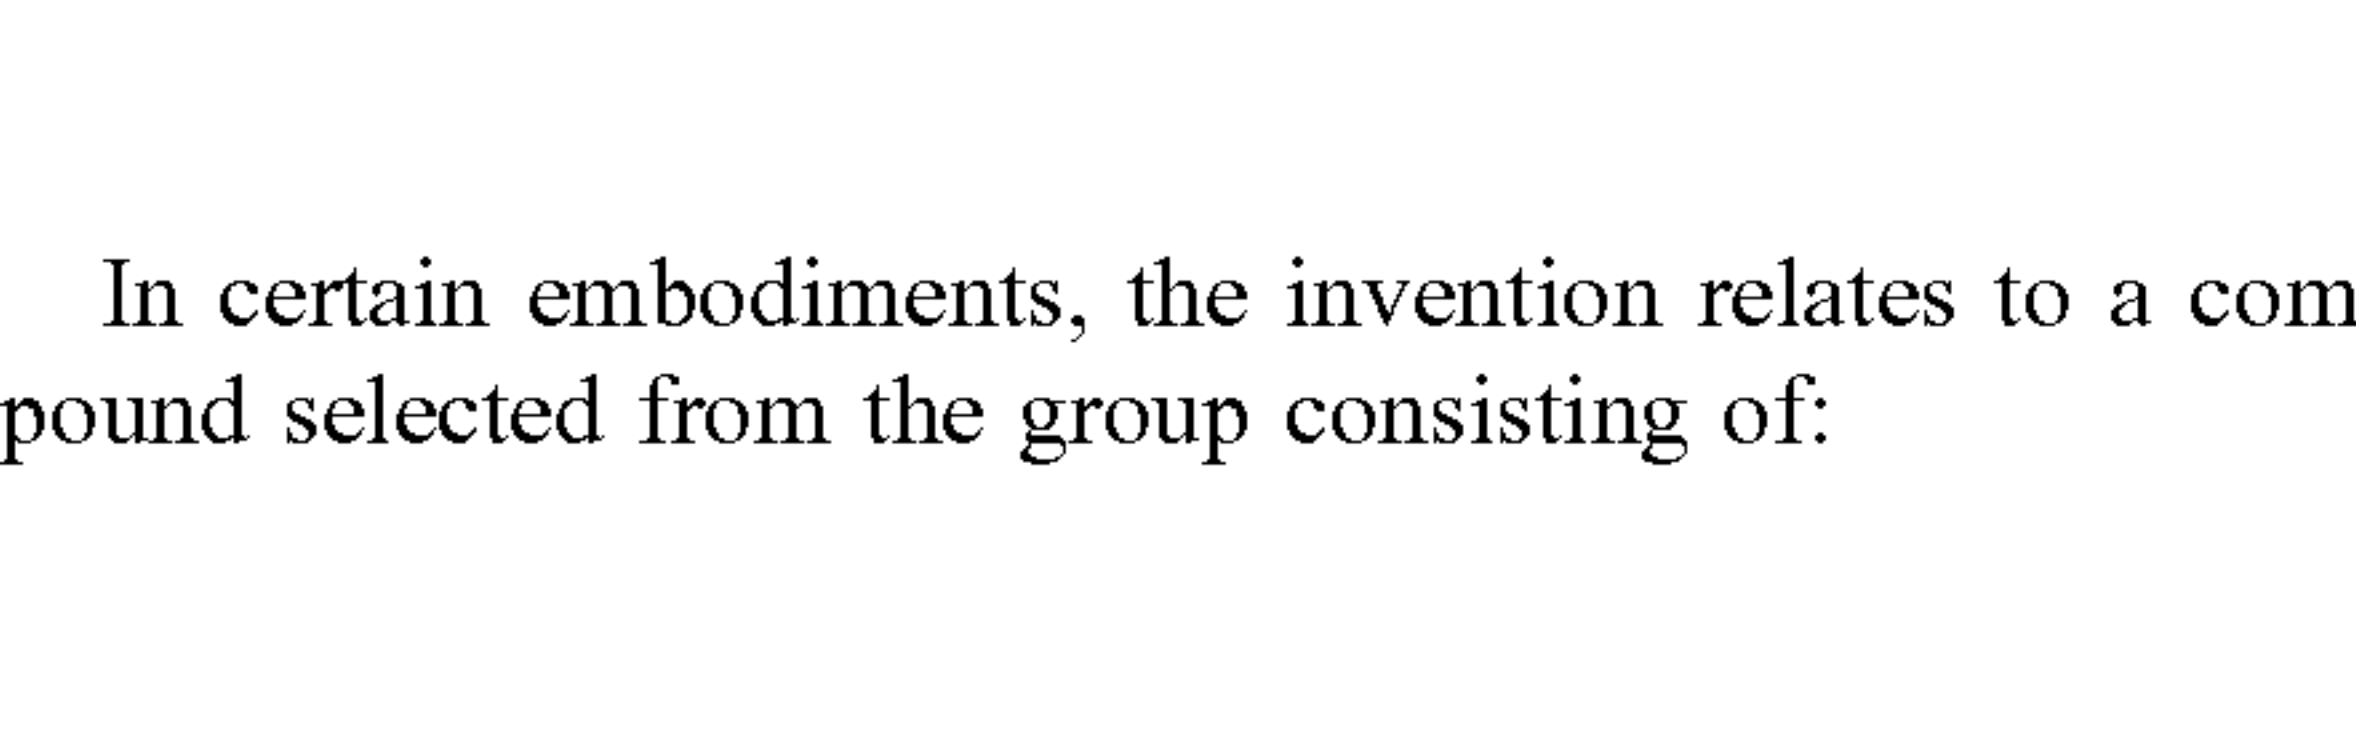 In certain embodiments, the invention relates to a com
pound selected from the group consisting of: